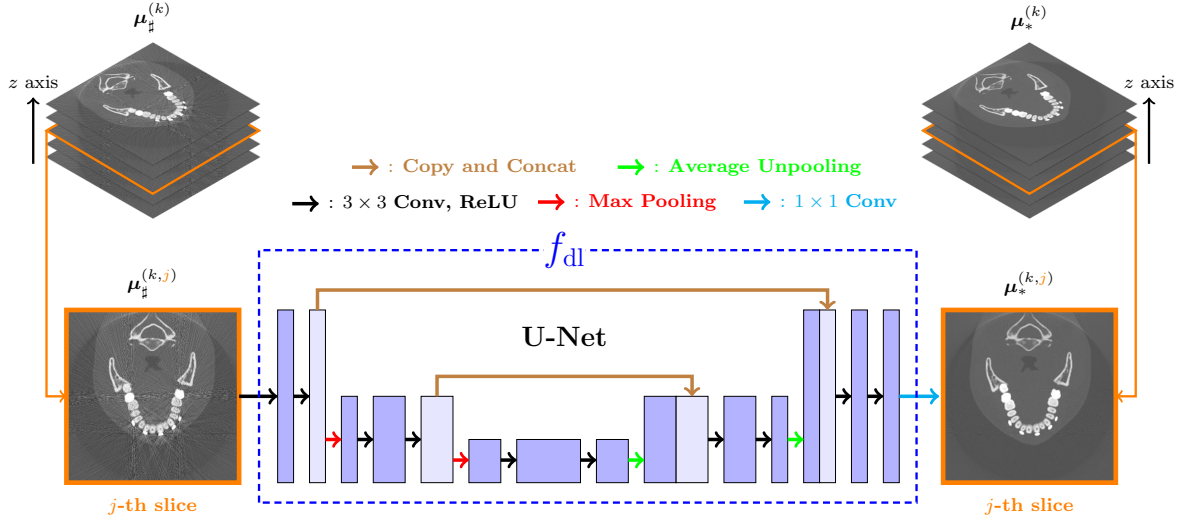 μ♯^(k)
μ*^(k)
z axis
z axis
: Copy and Concat
: Average Unpooling
: 3 × 3 Conv, ReLU
: Max Pooling
: 1 × 1 Conv
f_dl
μ♯^(k,j)
μ*^(k,j)
U-Net
j-th slice
j-th slice